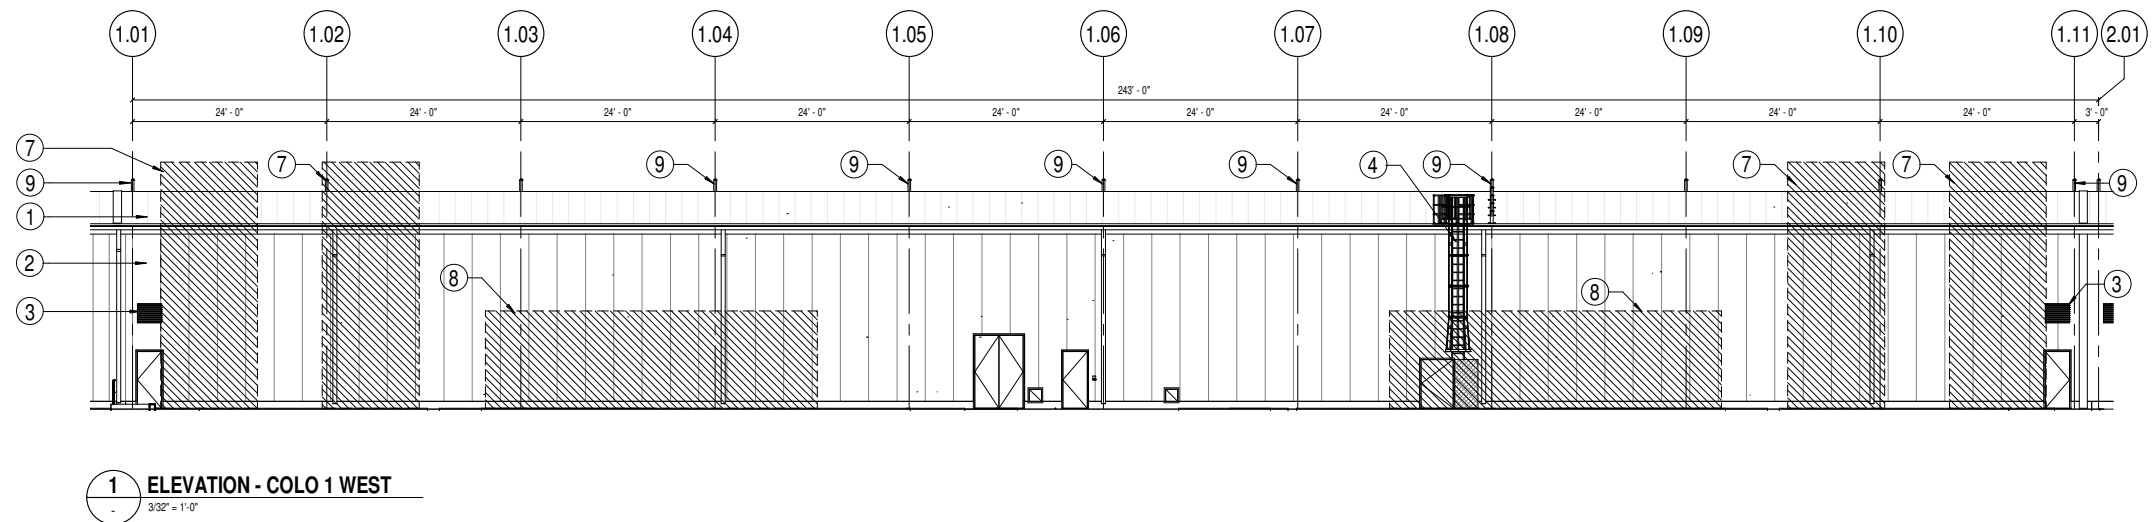 1.01 1.02 1.03 1.04 1.05 1.06 1.07 1.08 1.09 1.10 1.11 2.01
243' - 0"
24' - 0" 24' - 0" 24' - 0" 24' - 0" 24' - 0" 24' - 0" 24' - 0" 24' - 0" 24' - 0" 24' - 0" 3' - 0"
7 7 9 9 9 9 4 9 7 7
9 9
1
2
8 8 3
3
1 ELEVATION - COLO 1 WEST
- 3/32" = 1'-0"